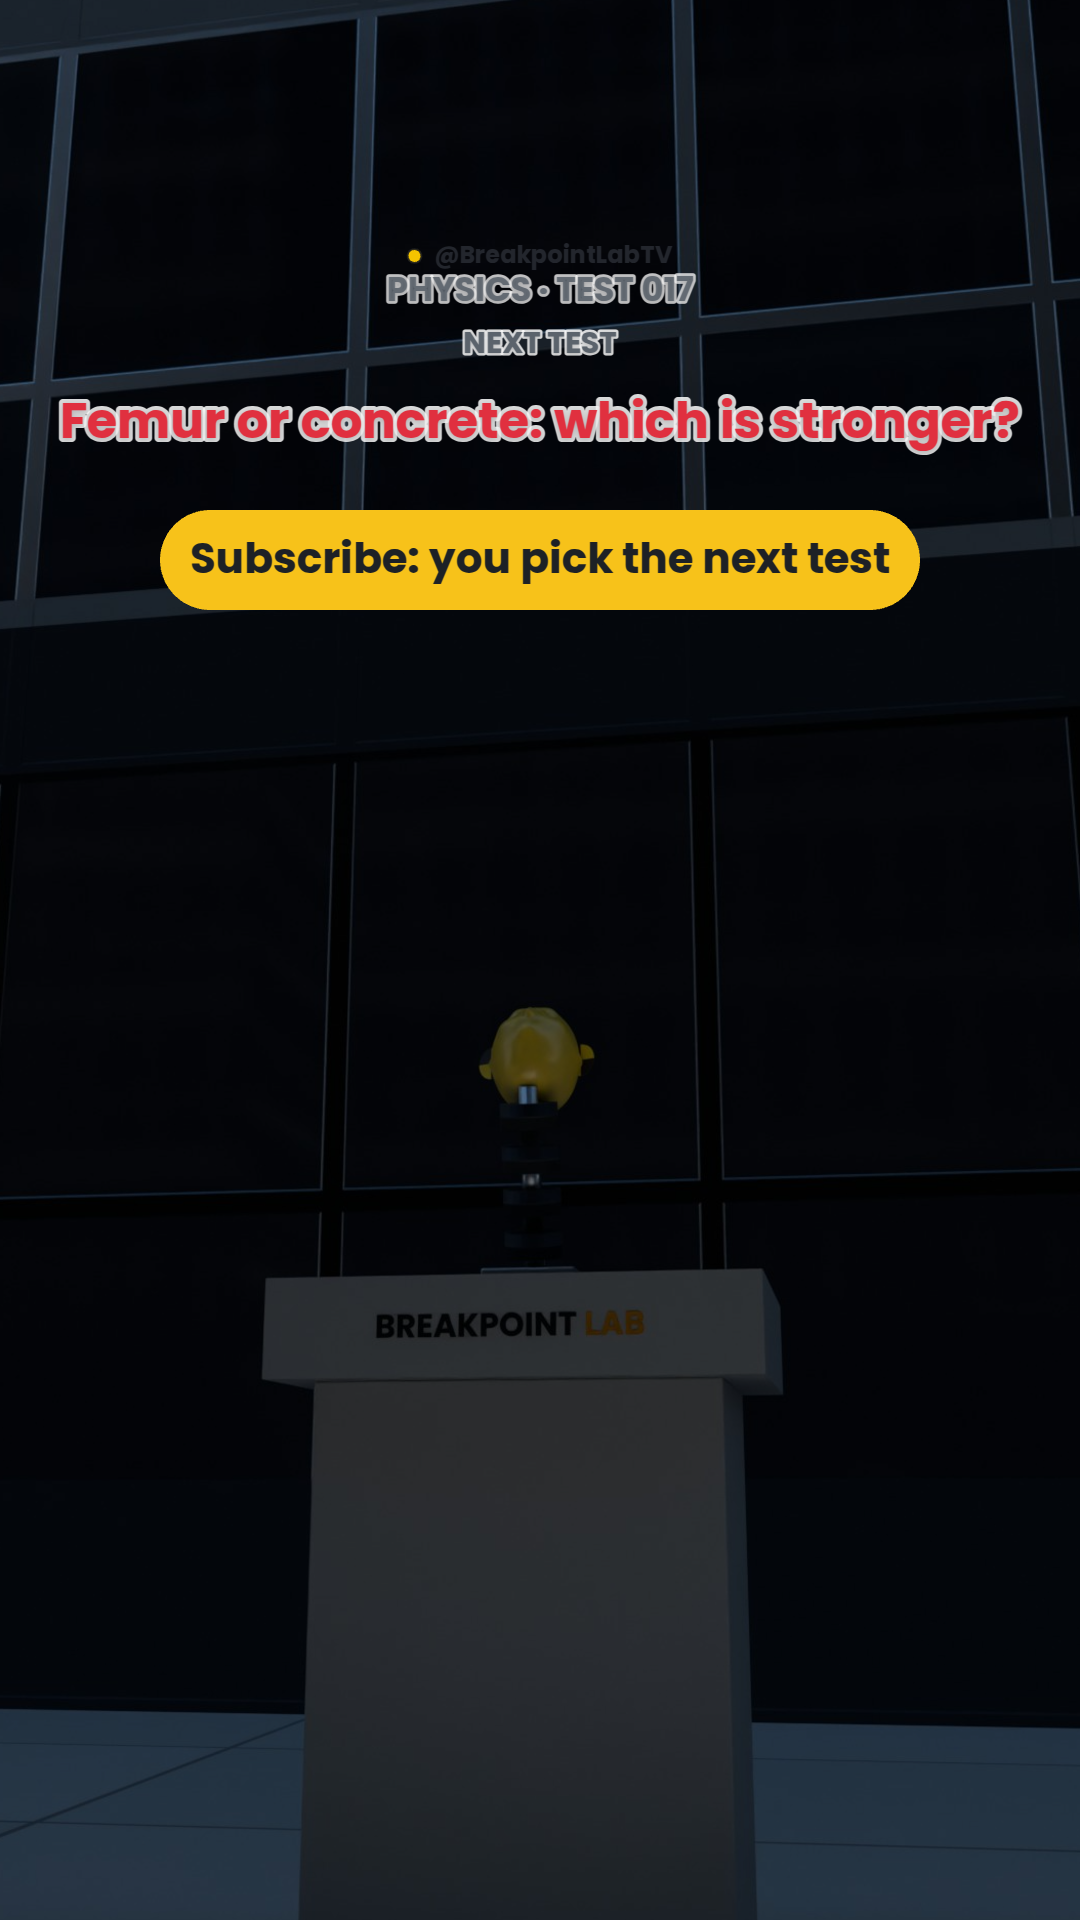 @BreakpointLabTV
PHYSICS • TEST 017
NEXT TEST
Femur or concrete: which is stronger?
Subscribe: you pick the next test
BREAKPOINT LAB